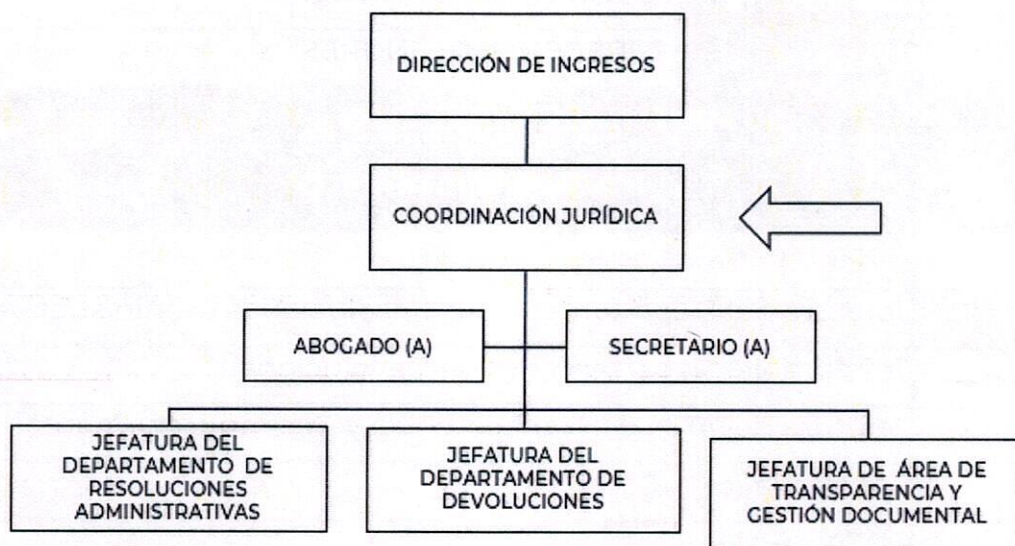 DIRECCIÓN DE INGRESOS
COORDINACIÓN JURÍDICA
ABOGADO (A)
SECRETARIO (A)
JEFATURA DEL
DEPARTAMENTO DE
RESOLUCIONES
ADMINISTRATIVAS
JEFATURA DEL
DEPARTAMENTO DE
DEVOLUCIONES
JEFATURA DE ÁREA DE
TRANSPARENCIA Y
GESTIÓN DOCUMENTAL